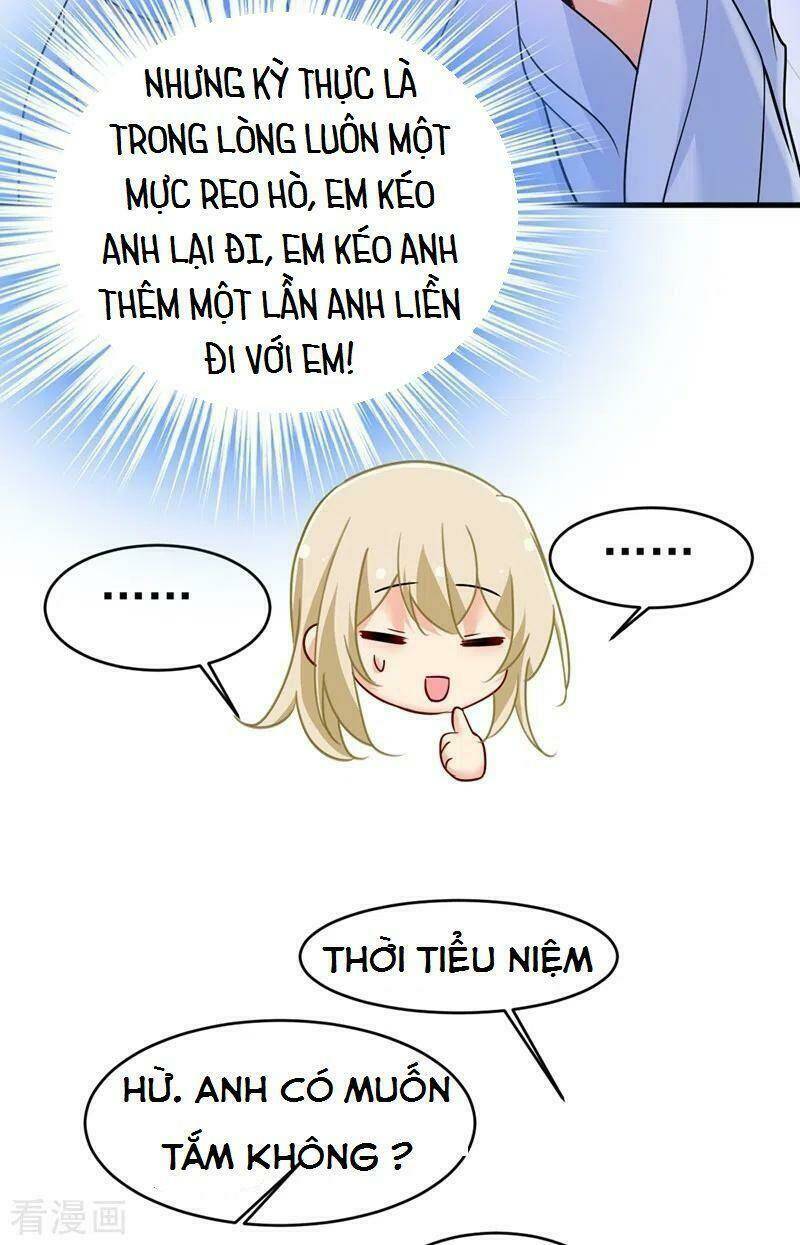 NHƯNG KỲ THỰC LÀ
TRONG LÒNG LUÔN MỘT
MỰC REO HÒ, EM KÉO
ANH LẠI ĐI, EM KÉO ANH
THÊM MỘT LẦN ANH LIỀN
ĐI VỚI EM!
......
......
THỜI TIỂU NIỆM
HỪ. ANH CÓ MUỐN
TẮM KHÔNG ?
看漫画